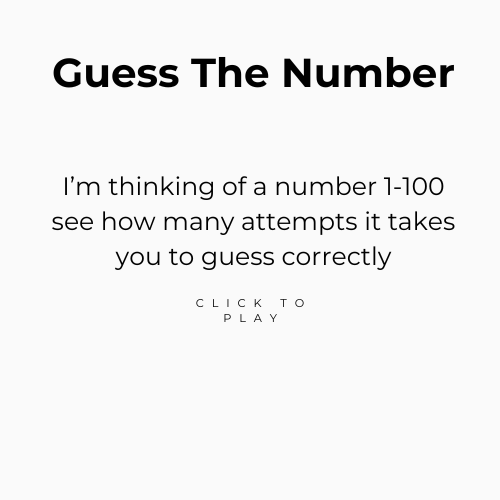 Guess The Number
I’m thinking of a number 1-100
see how many attempts it takes
you to guess correctly
CLICK TO
PLAY